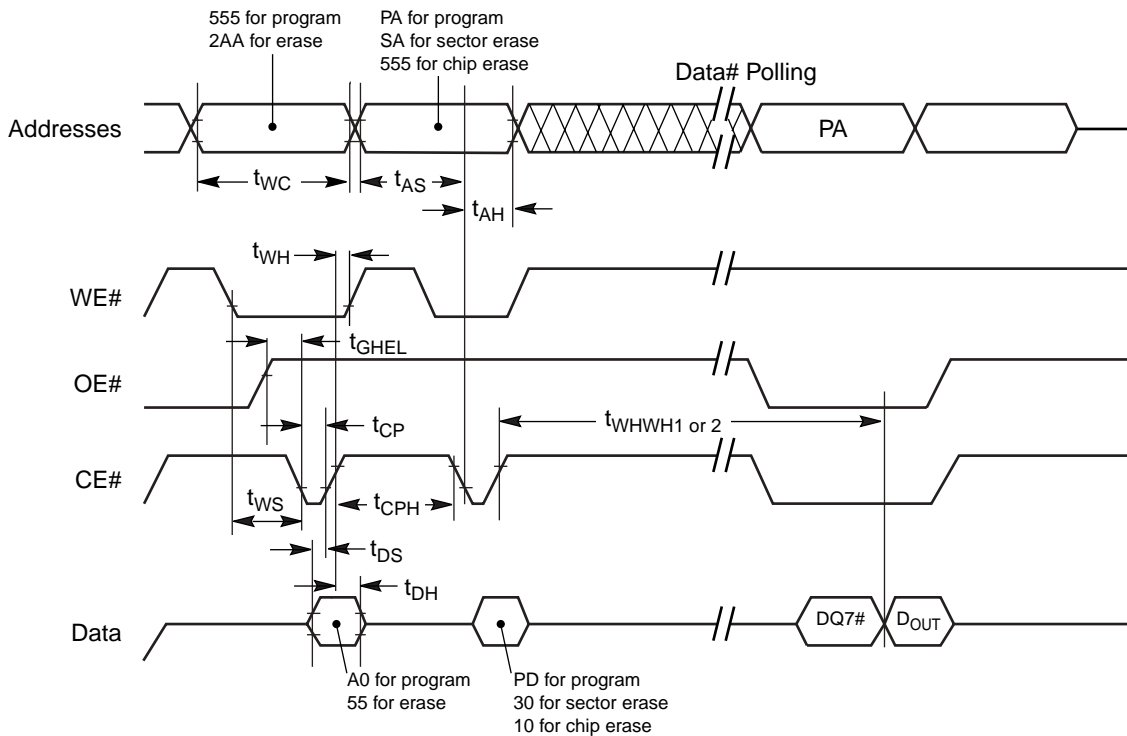 555 for program
2AA for erase
PA for program
SA for sector erase
555 for chip erase
Data# Polling
Addresses
PA
tWC
tAS
tAH
tWH
WE#
tGHEL
OE#
tWHWH1 or 2
tCP
CE#
tWS
tCPH
tDS
tDH
Data
DQ7#
DOUT
A0 for program
55 for erase
PD for program
30 for sector erase
10 for chip erase